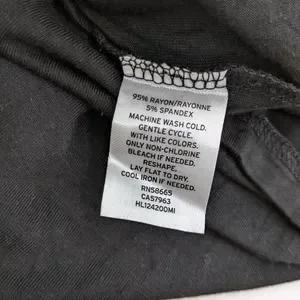 95% RAYON/RAYONNE
5% SPANDEX
MACHINE WASH COLD.
GENTLE CYCLE.
WITH LIKE COLORS.
ONLY NON-CHLORINE
BLEACH IF NEEDED.
RESHAPE.
LAY FLAT TO DRY.
COOL IRON IF NEEDED.
RN58665
CA57963
HL124200MI